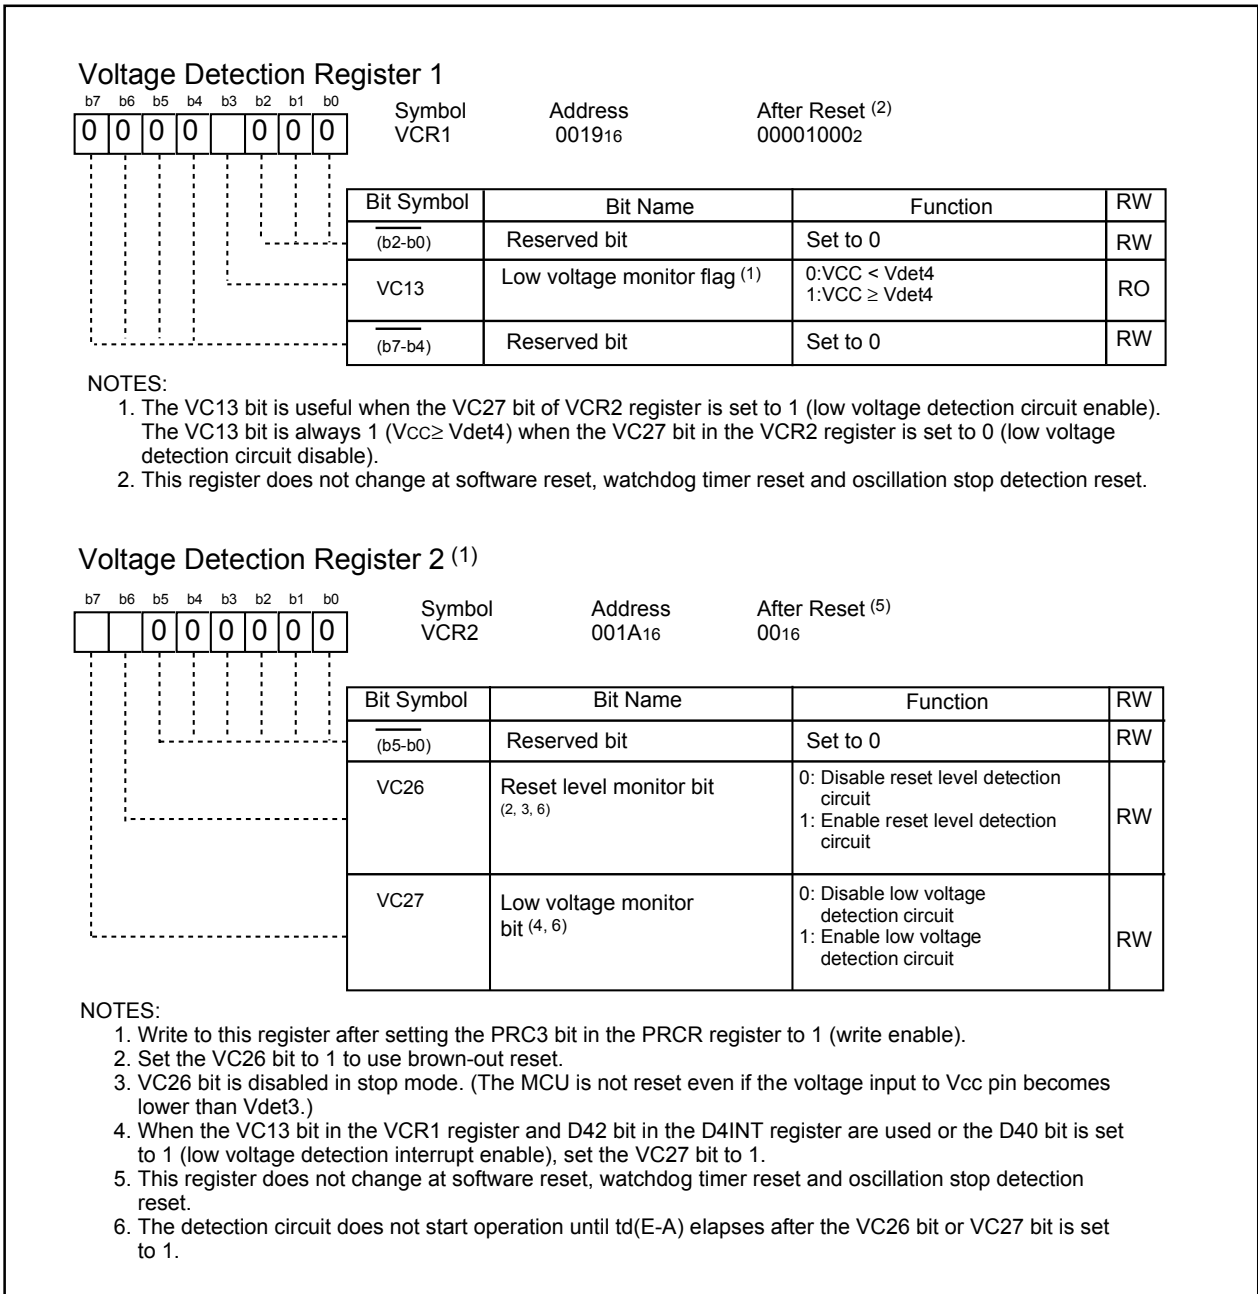 Voltage Detection Register 1
b7 b6 b5 b4 b3 b2 b1 b0
Symbol Address After Reset (2)
0 0 0 0 0 0 0
VCR1 001916 000010002
Bit Symbol Bit Name Function RW
(b2-b0) Reserved bit Set to 0 RW
VC13 Low voltage monitor flag (1) 0:VCC < Vdet4
1:VCC ≥ Vdet4 RO
(b7-b4) Reserved bit Set to 0 RW
NOTES:
1. The VC13 bit is useful when the VC27 bit of VCR2 register is set to 1 (low voltage detection circuit enable).
The VC13 bit is always 1 (VCC≥ Vdet4) when the VC27 bit in the VCR2 register is set to 0 (low voltage
detection circuit disable).
2. This register does not change at software reset, watchdog timer reset and oscillation stop detection reset.
Voltage Detection Register 2 (1)
b7 b6 b5 b4 b3 b2 b1 b0
Symbol Address After Reset (5)
0 0 0 0 0 0
VCR2 001A16 0016
Bit Symbol Bit Name Function RW
(b5-b0) Reserved bit Set to 0 RW
VC26 Reset level monitor bit
(2, 3, 6)
0: Disable reset level detection
circuit
1: Enable reset level detection
circuit
RW
VC27 Low voltage monitor
bit (4, 6)
0: Disable low voltage
detection circuit
1: Enable low voltage
detection circuit
RW
NOTES:
1. Write to this register after setting the PRC3 bit in the PRCR register to 1 (write enable).
2. Set the VC26 bit to 1 to use brown-out reset.
3. VC26 bit is disabled in stop mode. (The MCU is not reset even if the voltage input to Vcc pin becomes
lower than Vdet3.)
4. When the VC13 bit in the VCR1 register and D42 bit in the D4INT register are used or the D40 bit is set
to 1 (low voltage detection interrupt enable), set the VC27 bit to 1.
5. This register does not change at software reset, watchdog timer reset and oscillation stop detection
reset.
6. The detection circuit does not start operation until td(E-A) elapses after the VC26 bit or VC27 bit is set
to 1.